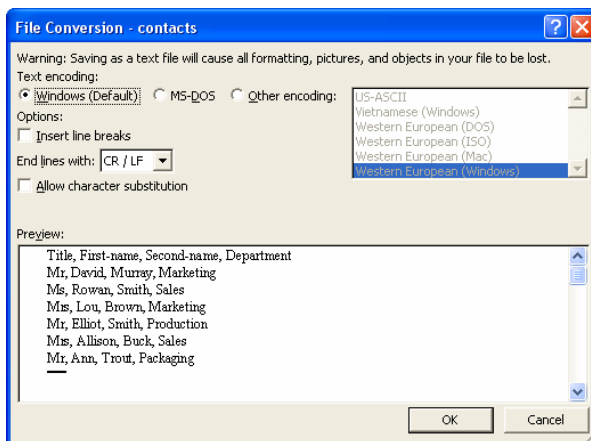 File Conversion - contacts
Warning: Saving as a text file will cause all formatting, pictures, and objects in your file to be lost.
Text encoding:
Windows (Default) MS-DOS Other encoding:
US-ASCII
Vietnamese (Windows)
Western European (DOS)
Western European (ISO)
Western European (Mac)
Western European (Windows)
Options:
Insert line breaks
End lines with: CR / LF
Allow character substitution
Preview:
Title, First-name, Second-name, Department
Mr, David, Murray, Marketing
Ms, Rowan, Smith, Sales
Mrs, Lou, Brown, Marketing
Mr, Elliot, Smith, Production
Mrs, Allison, Buck, Sales
Mr, Ann, Trout, Packaging
OK Cancel